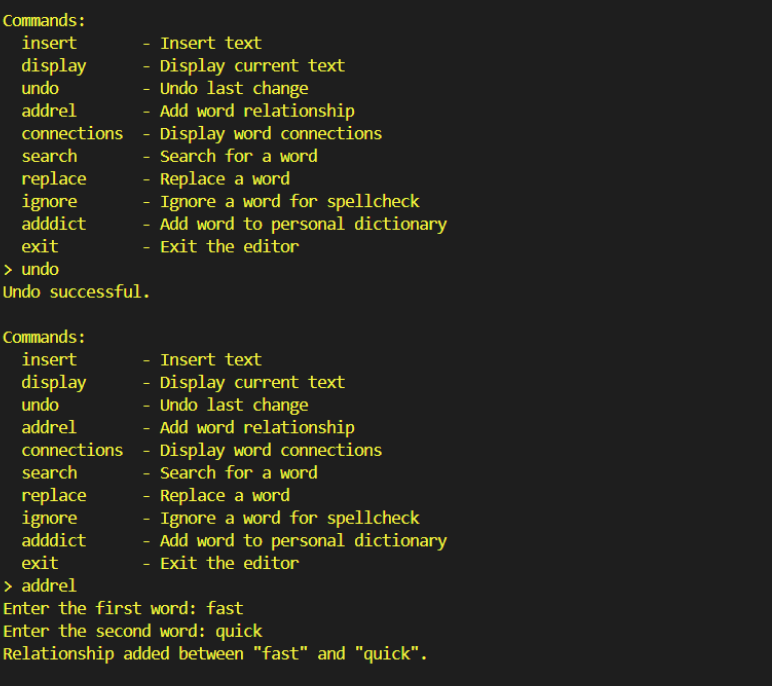 Commands:
  insert       - Insert text
  display      - Display current text
  undo         - Undo last change
  addrel       - Add word relationship
  connections  - Display word connections
  search       - Search for a word
  replace      - Replace a word
  ignore       - Ignore a word for spellcheck
  adddict      - Add word to personal dictionary
  exit         - Exit the editor
> undo
Undo successful.

Commands:
  insert       - Insert text
  display      - Display current text
  undo         - Undo last change
  addrel       - Add word relationship
  connections  - Display word connections
  search       - Search for a word
  replace      - Replace a word
  ignore       - Ignore a word for spellcheck
  adddict      - Add word to personal dictionary
  exit         - Exit the editor
> addrel
Enter the first word: fast
Enter the second word: quick
Relationship added between "fast" and "quick".